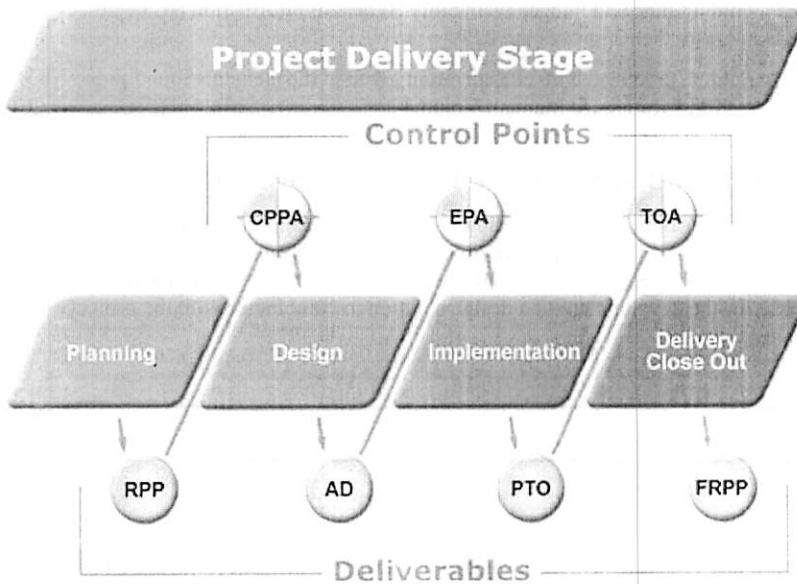 Project Delivery Stage
Control Points
CPPA
EPA
TOA
Planning
Design
Implementation
Delivery
Close Out
RPP
AD
PTO
FRPP
Deliverables